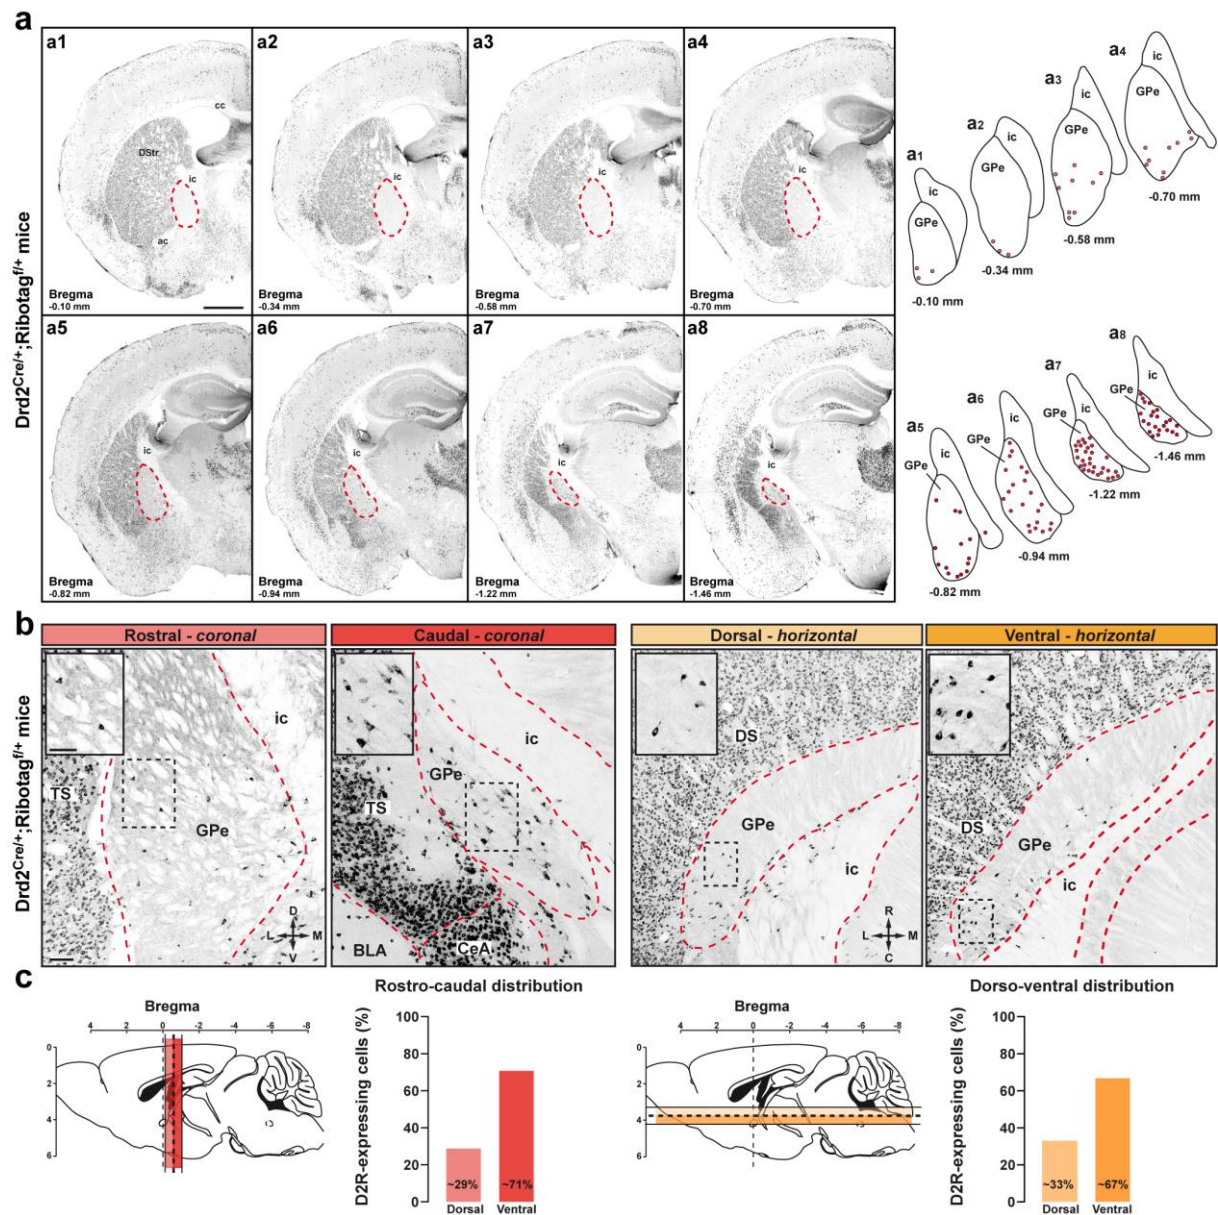 a
Drd2Cre/+;Ribotagf/+ mice
a1
cc
DStr
ic
ac
Bregma
-0.10 mm
a2
ic
Bregma
-0.34 mm
a3
ic
Bregma
-0.58 mm
a4
ic
Bregma
-0.70 mm
a5
ic
Bregma
-0.82 mm
a6
ic
Bregma
-0.94 mm
a7
ic
Bregma
-1.22 mm
a8
ic
Bregma
-1.46 mm
a1
ic
GPe
-0.10 mm
a2
ic
GPe
-0.34 mm
a3
ic
GPe
-0.58 mm
a4
ic
GPe
-0.70 mm
a5
ic
GPe
-0.82 mm
a6
ic
GPe
-0.94 mm
a7
ic
GPe
-1.22 mm
a8
ic
GPe
-1.46 mm
b
Drd2Cre/+;Ribotagf/+ mice
Rostral - coronal
ic
TS
GPe
D
L M
V
Caudal - coronal
ic
GPe
TS
BLA
CeA
Dorsal - horizontal
DS
GPe
ic
R
L M
C
Ventral - horizontal
DS
GPe
ic
c
Bregma
4 2 0 -2 -4 -6 -8
0
2
4
6
Rostro-caudal distribution
D2R-expressing cells (%)
100
80
60
40
20
0
~29%
~71%
Dorsal Ventral
Bregma
4 2 0 -2 -4 -6 -8
0
2
4
6
Dorso-ventral distribution
D2R-expressing cells (%)
100
80
60
40
20
0
~33%
~67%
Dorsal Ventral